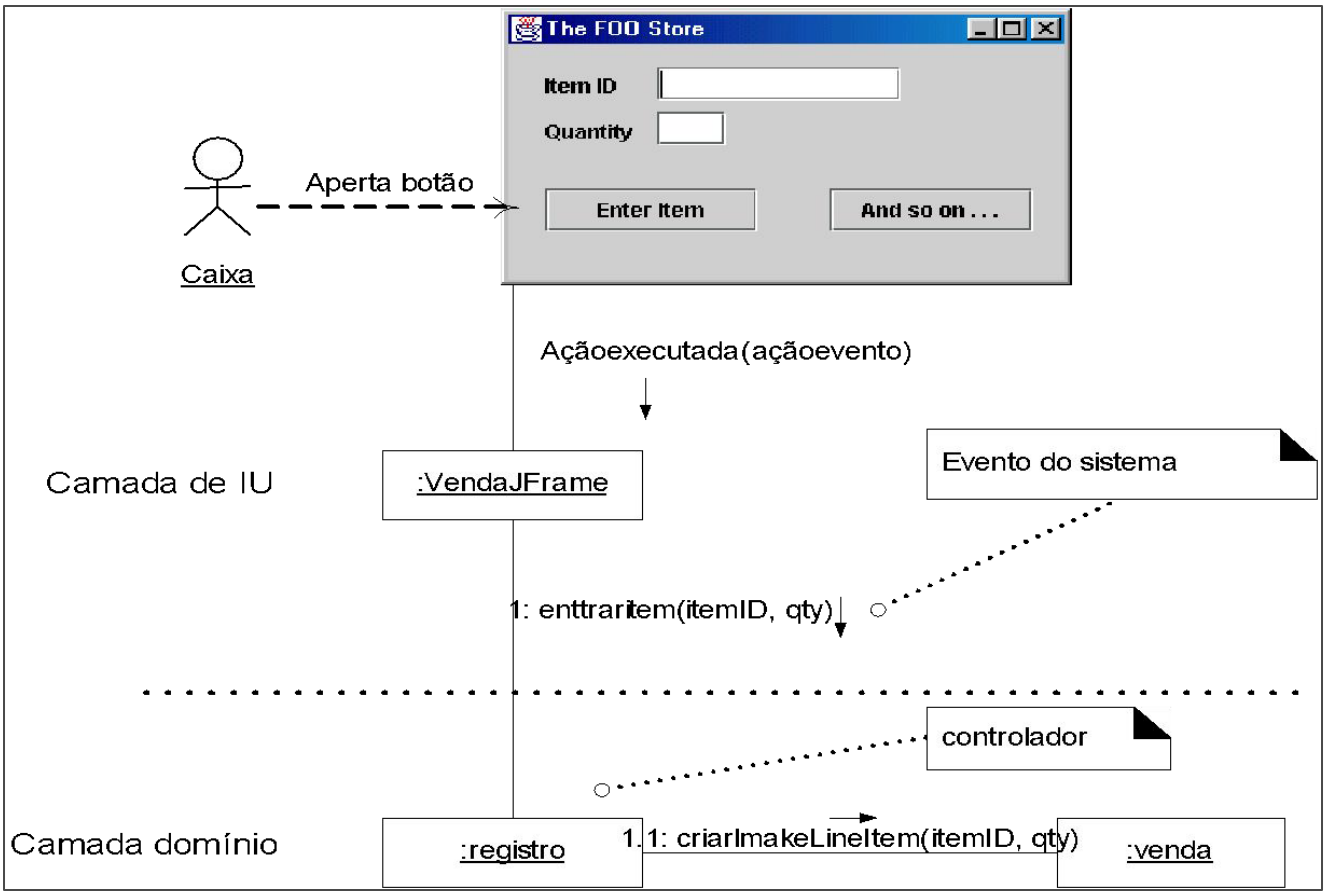 The FOO Store
Item ID
Quantity
Aperta botão
Enter Item
And so on . . .
Caixa
Açãoexecutada(açãoevento)
Camada de IU
:VendaJFrame
Evento do sistema
1: enttraritem(itemID, qty)
controlador
Camada domínio
:registro
1.1: criarImakeLineItem(itemID, qty)
:venda